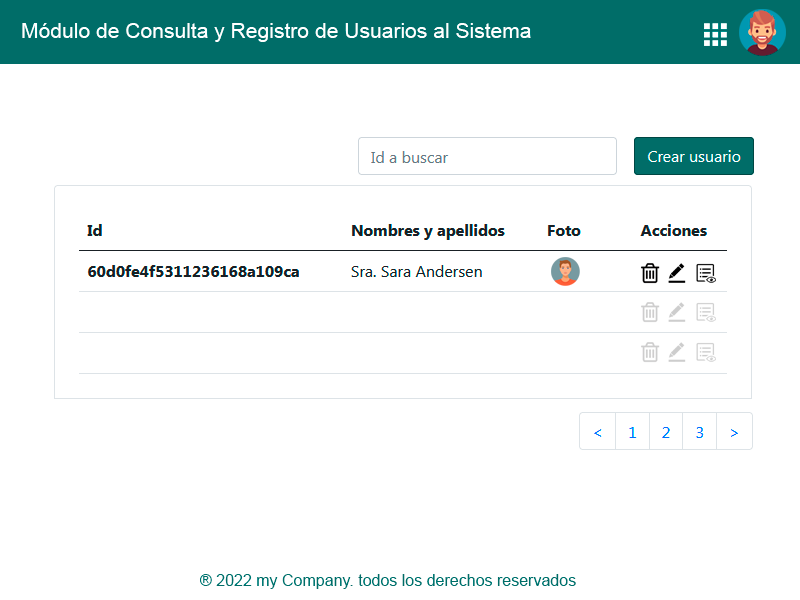 Módulo de Consulta y Registro de Usuarios al Sistema
Id a buscar
Crear usuario
Id Nombres y apellidos Foto Acciones
60d0fe4f5311236168a109ca Sra. Sara Andersen
< 1 2 3 >
® 2022 my Company. todos los derechos reservados